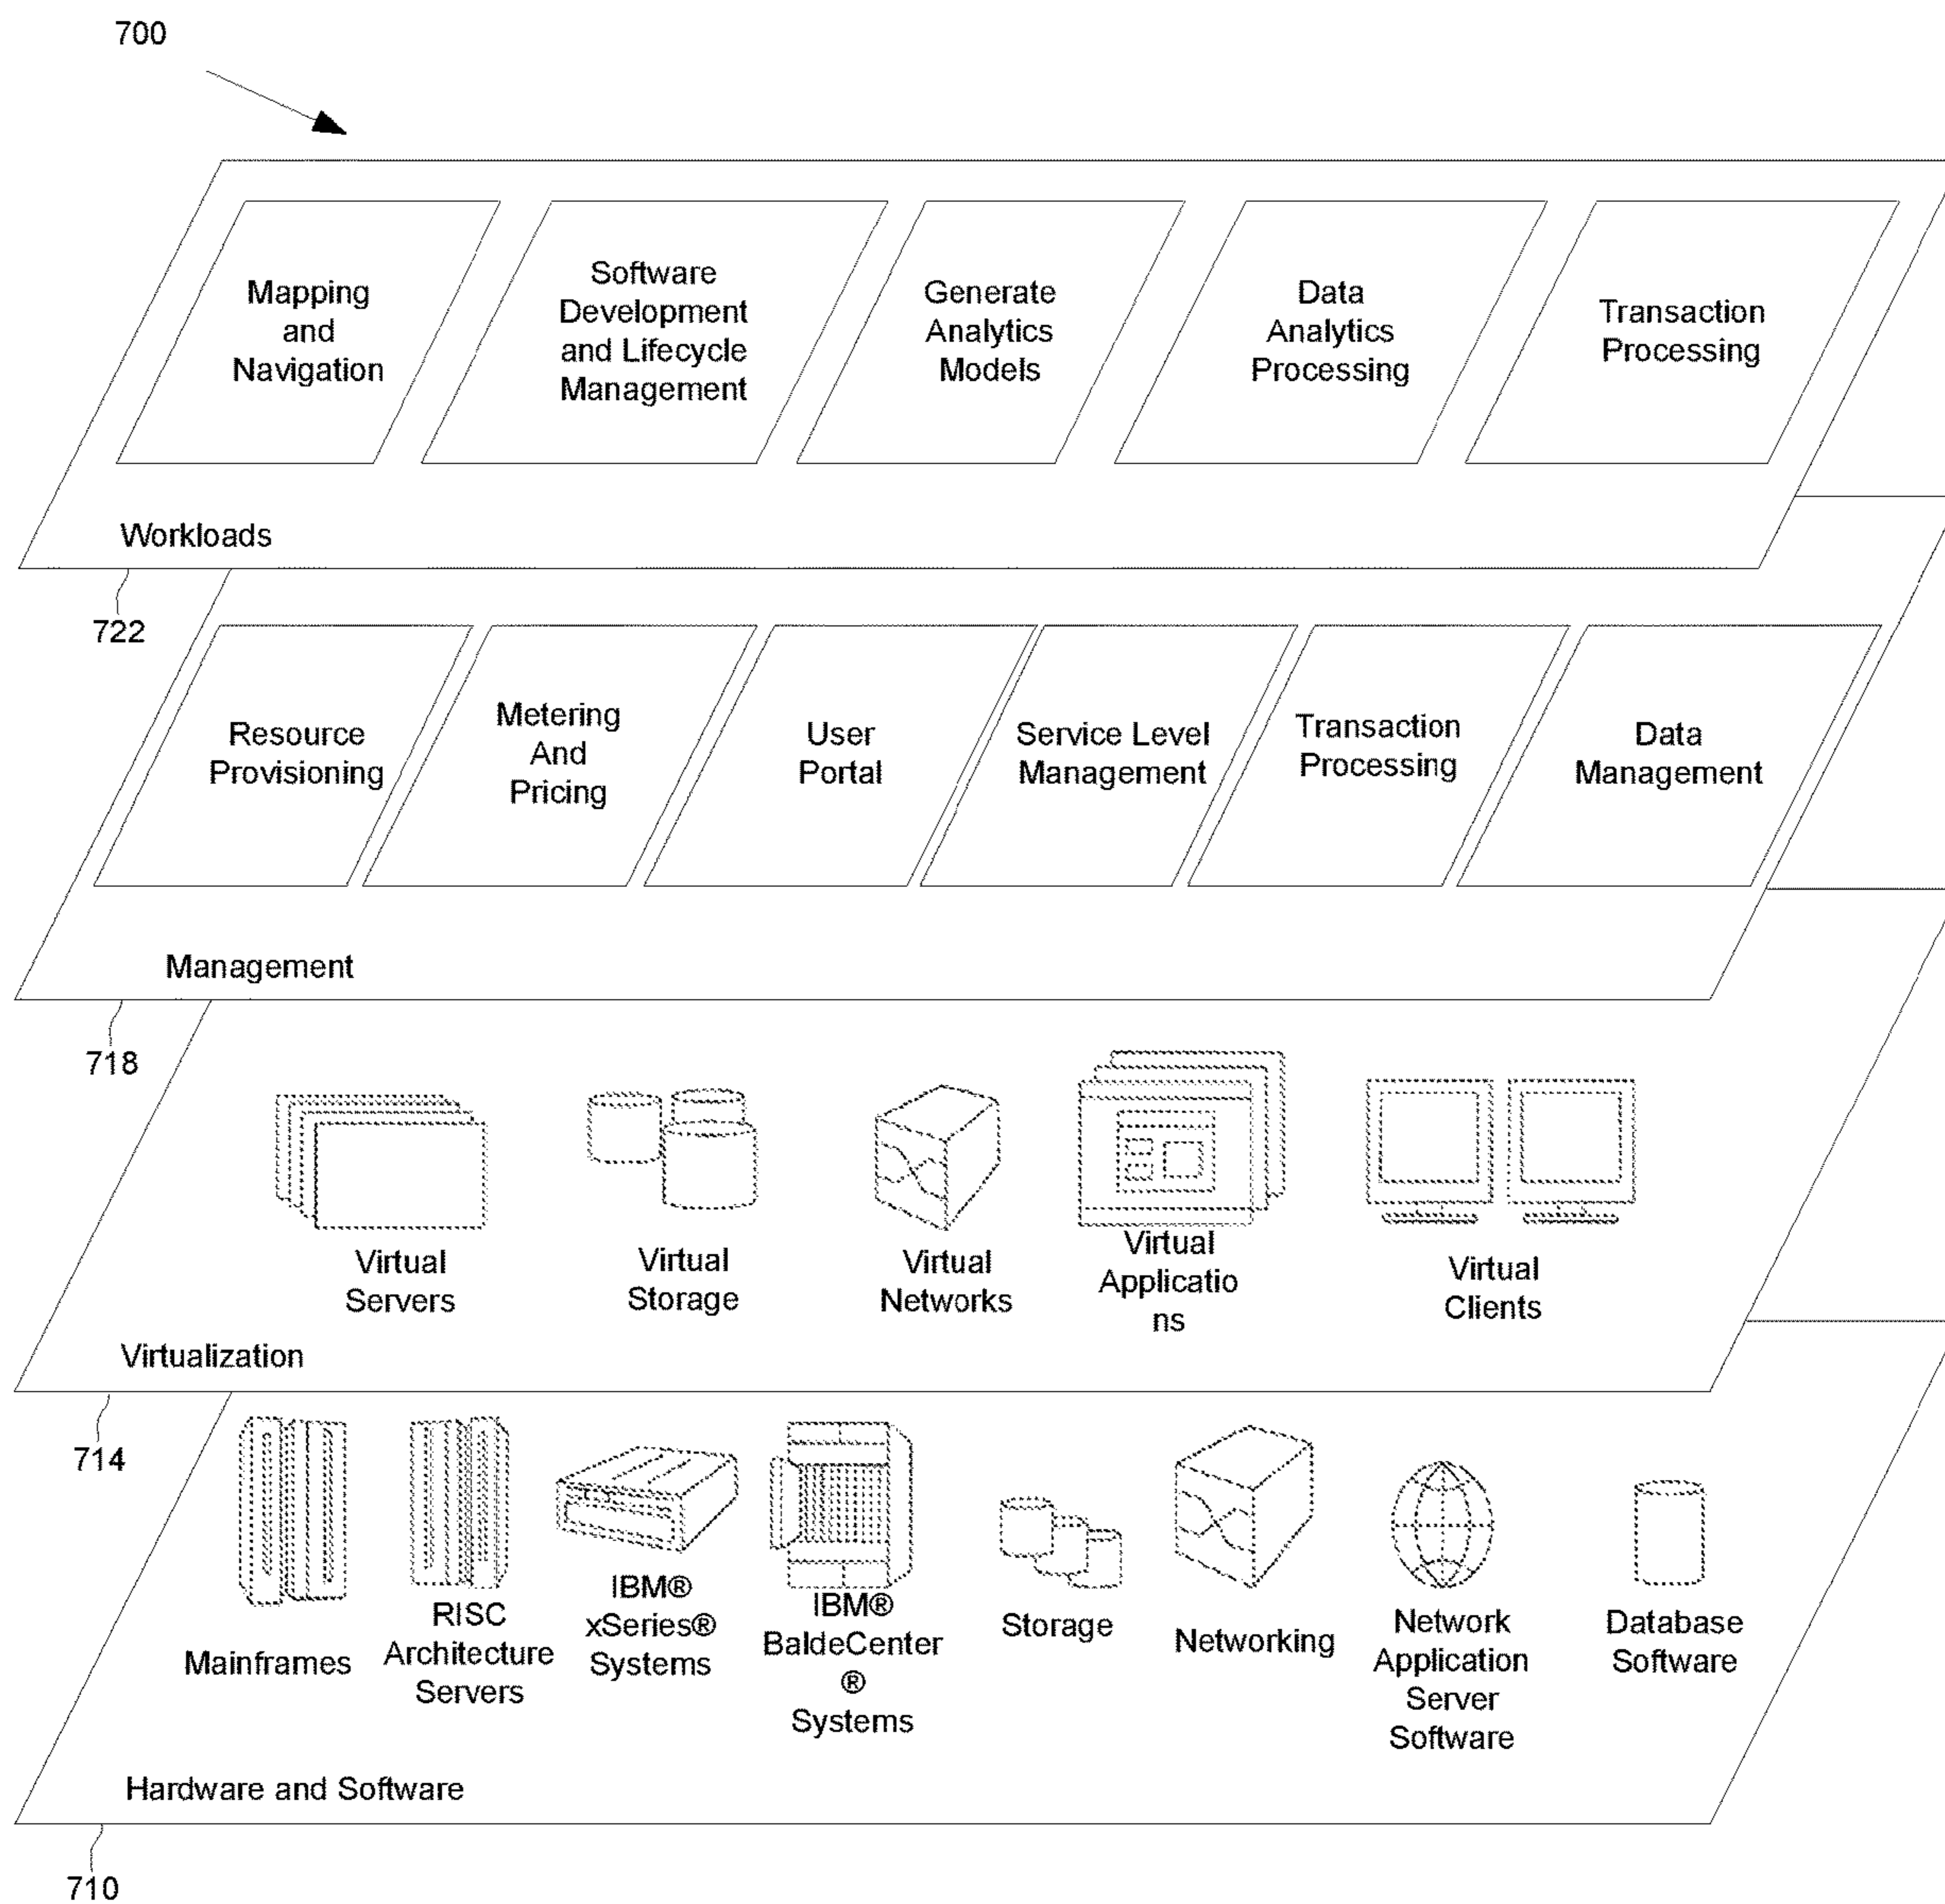 700
Mapping
and
Navigation
Software
Development
and Lifecycle
Management
Generate
Analytics
Models
Data
Analytics
Processing
Transaction
Processing
Workloads
722
Resource
Provisioning
Metering
And
Pricing
User
Portal
Service Level
Management
Transaction
Processing
Data
Management
Management
718
Virtual
Servers
Virtual
Storage
Virtual
Networks
Virtual
Applicatio
ns
Virtual
Clients
Virtualization
714
Mainframes
RISC
Architecture
Servers
IBM®
xSeries®
Systems
IBM®
BaldeCenter
®
Systems
Storage
Networking
Network
Application
Server
Software
Database
Software
Hardware and Software
710